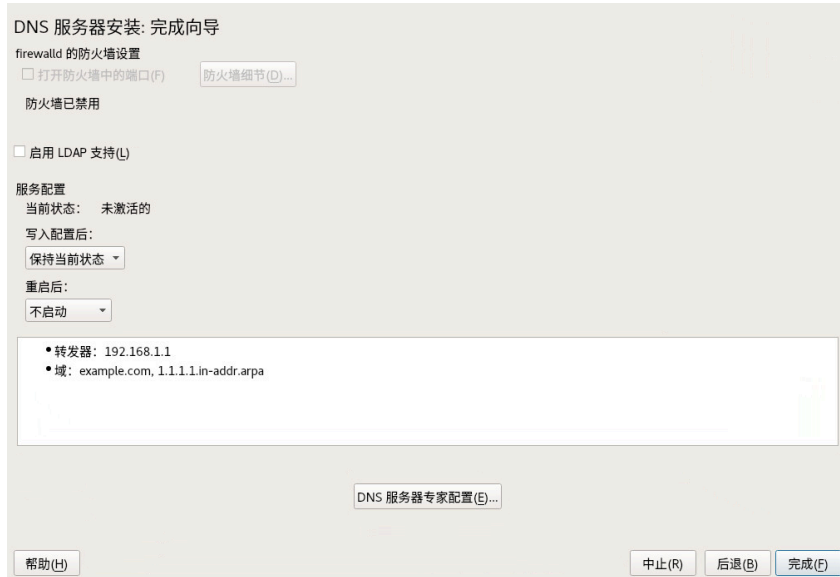 DNS 服务器安装: 完成向导
firewalld 的防火墙设置
打开防火墙中的端口(F) 防火墙细节(D)...
防火墙已禁用
启用 LDAP 支持(L)
服务配置
当前状态： 未激活的
写入配置后：
保持当前状态
重启后：
不启动
• 转发器：192.168.1.1
• 域：example.com, 1.1.1.1.in-addr.arpa
DNS 服务器专家配置(E)...
帮助(H) 中止(R) 后退(B) 完成(F)